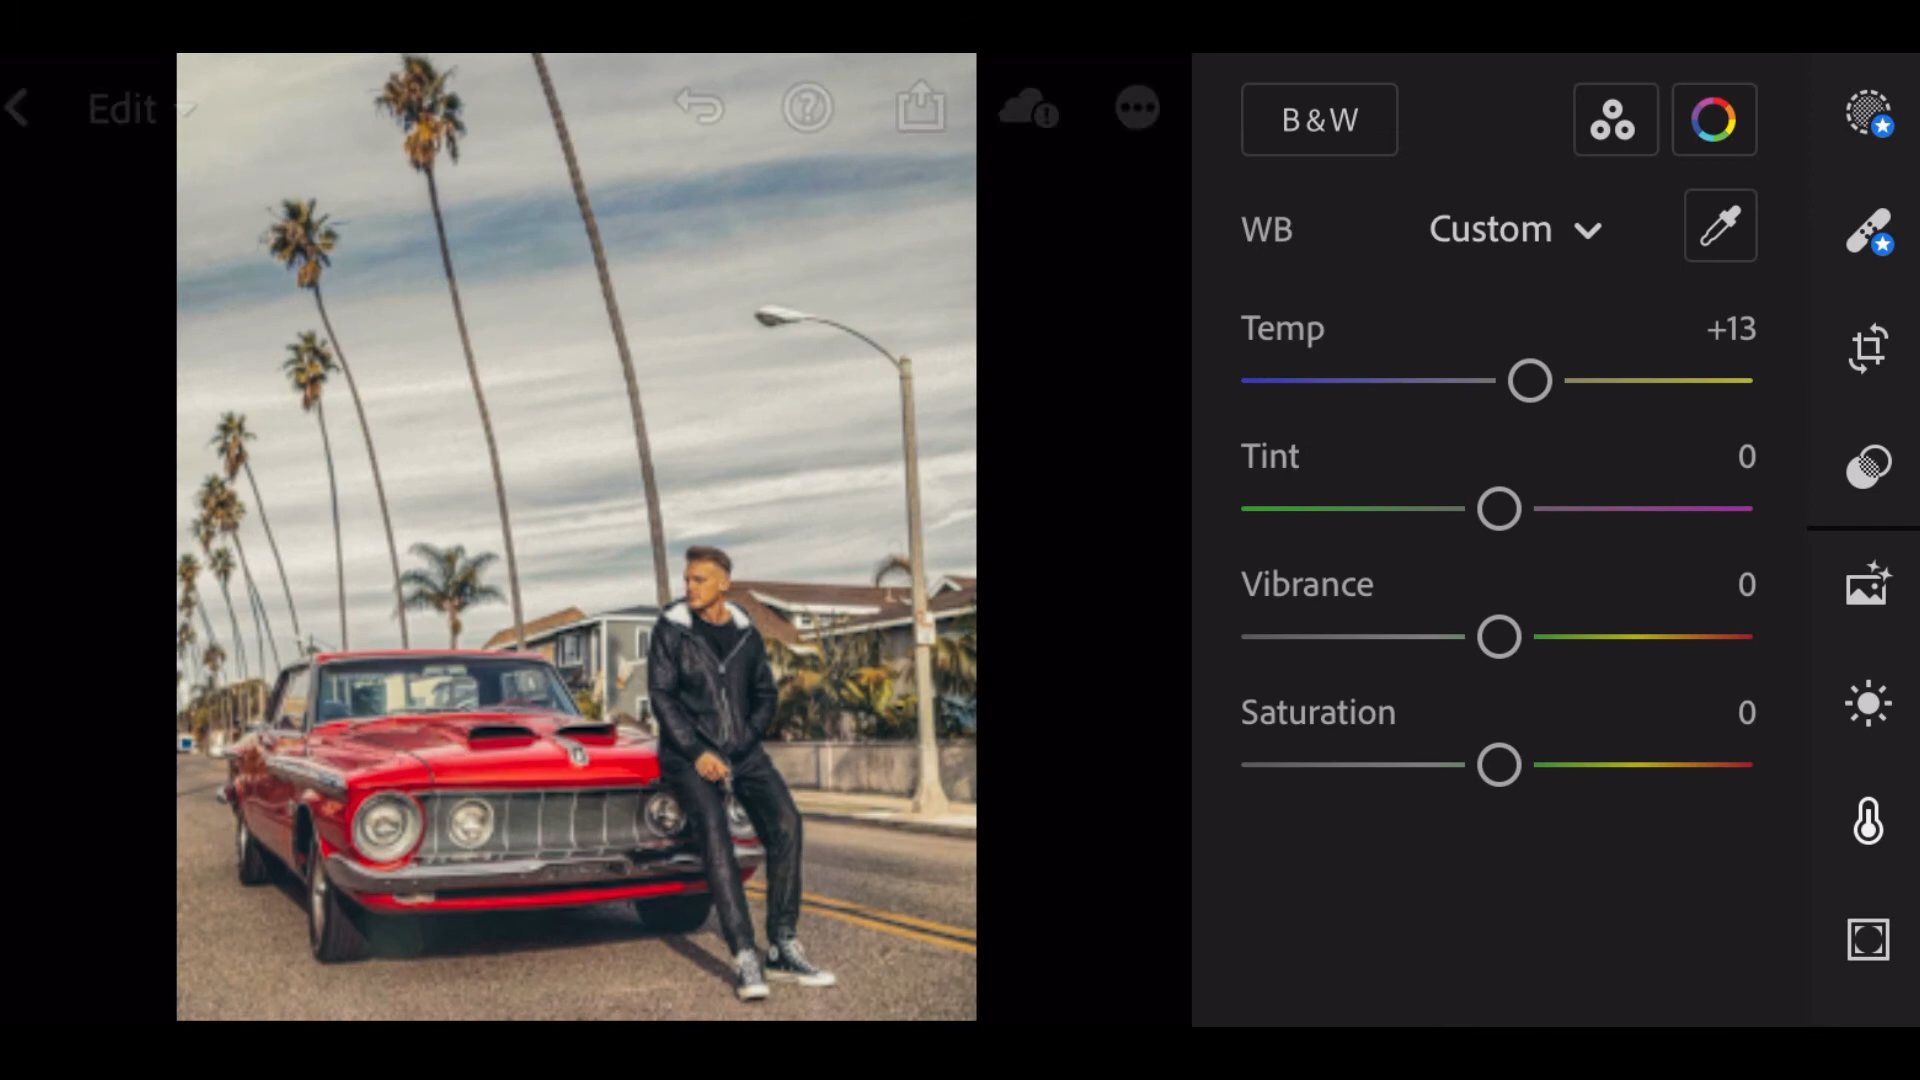 Edit
B&W
WB Custom
Temp +13
Tint 0
Vibrance 0
Saturation 0